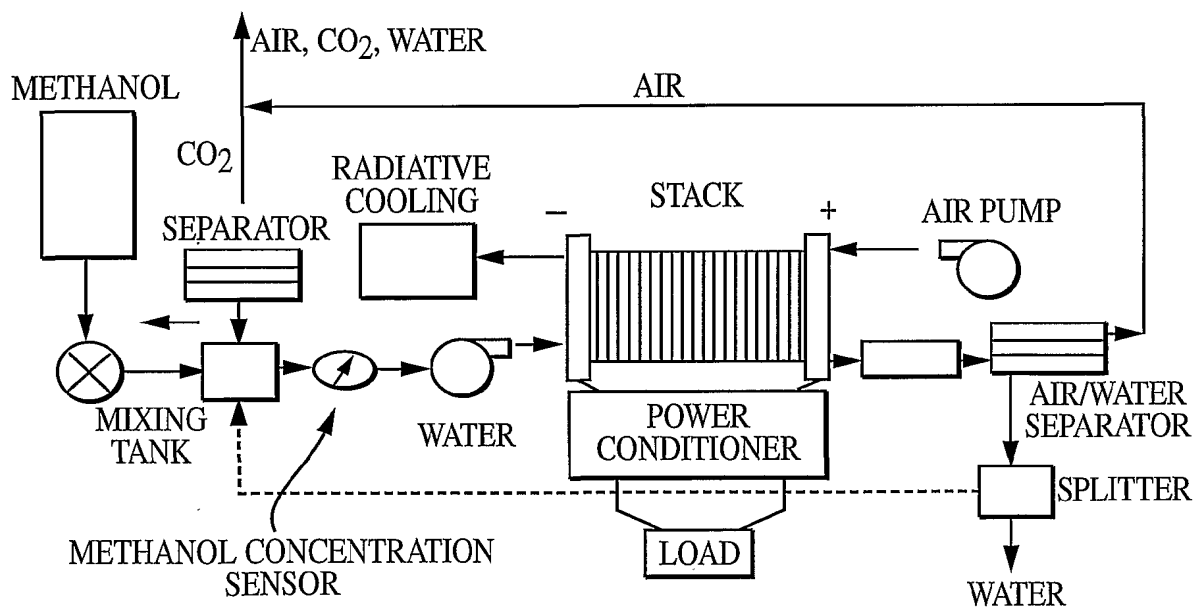 AIR, CO2, WATER
METHANOL
AIR
CO2
RADIATIVE
COOLING
STACK
−
+
AIR PUMP
SEPARATOR
MIXING
TANK
WATER
POWER
CONDITIONER
AIR/WATER
SEPARATOR
SPLITTER
METHANOL CONCENTRATION
SENSOR
LOAD
WATER